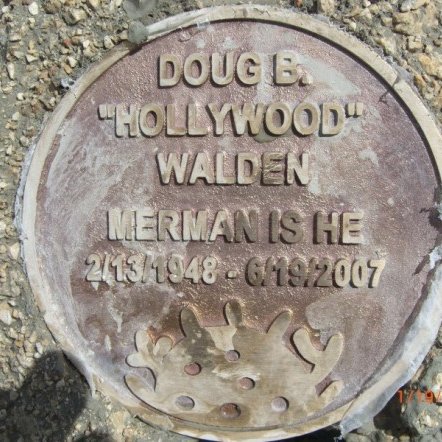 DOUG B.
"HOLLYWOOD"
WALDEN
MERMAN IS HE
2/13/1948 - 6/19/2007